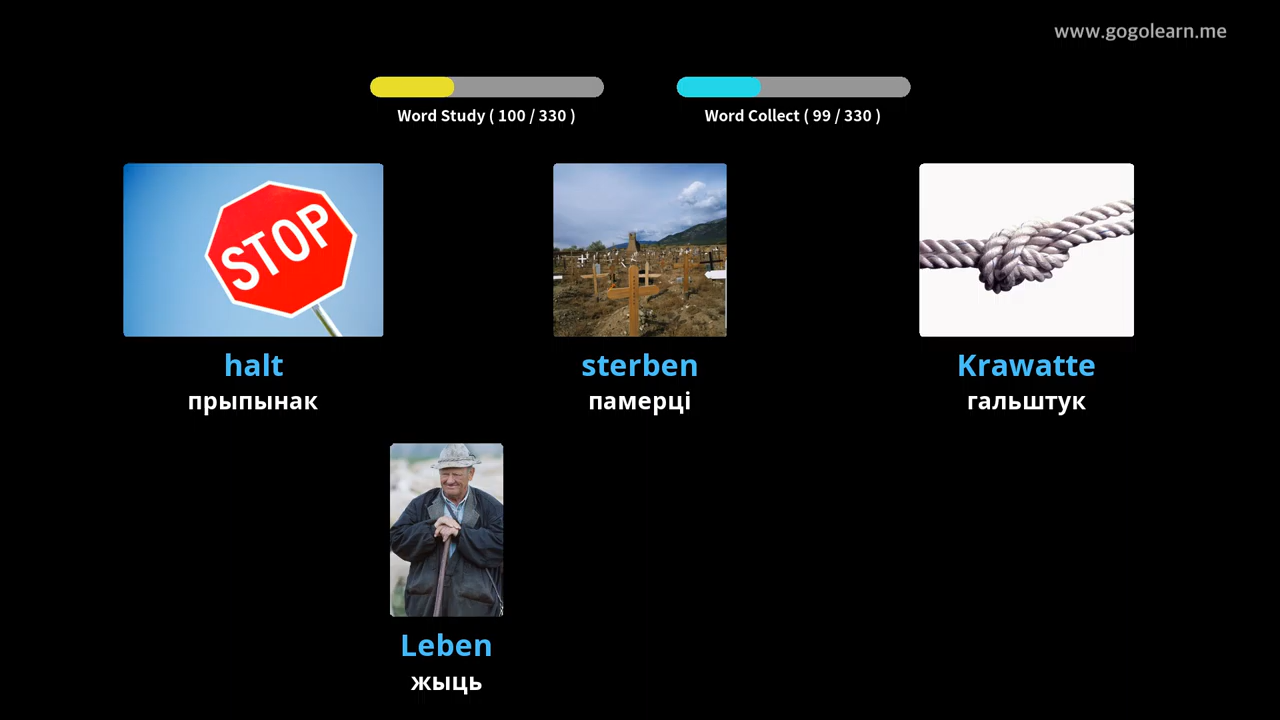 www.gogolearn.me
Word Study ( 100 / 330 )
Word Collect ( 99 / 330 )
STOP
halt
прыпынак
sterben
памерці
Krawatte
гальштук
Leben
жыць